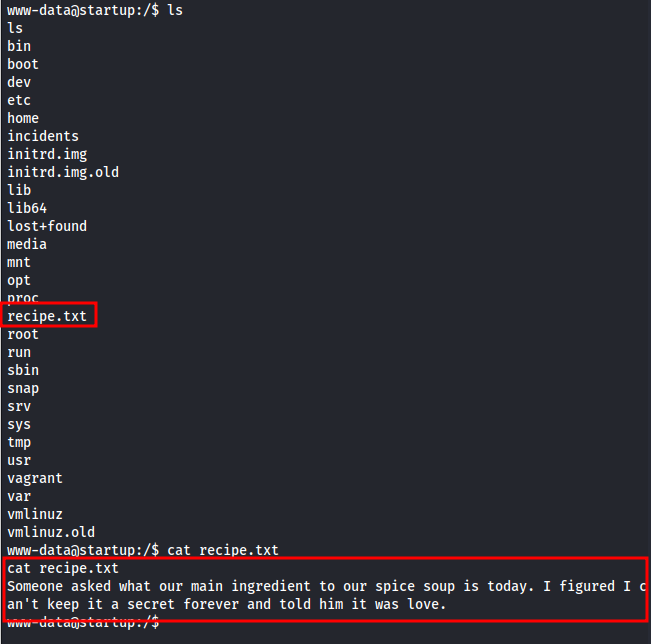 www-data@startup:/$ ls
ls
bin
boot
dev
etc
home
incidents
initrd.img
initrd.img.old
lib
lib64
lost+found
media
mnt
opt
proc
recipe.txt
root
run
sbin
snap
srv
sys
tmp
usr
vagrant
var
vmlinuz
vmlinuz.old
www-data@startup:/$ cat recipe.txt
cat recipe.txt
Someone asked what our main ingredient to our spice soup is today. I figured I c
an't keep it a secret forever and told him it was love.
www-data@startup:/$